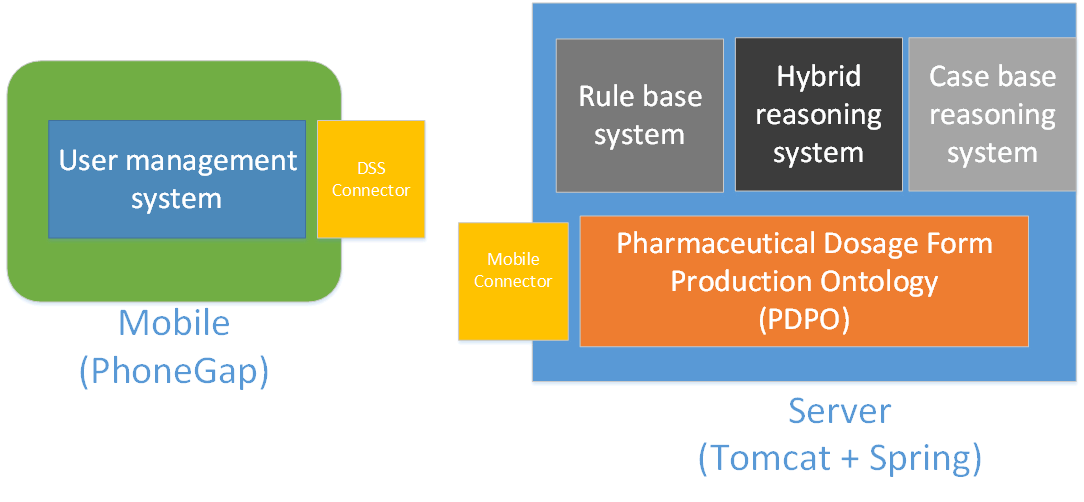 User management
system
DSS
Connector
Mobile
(PhoneGap)
Rule base
system
Hybrid
reasoning
system
Case base
reasoning
system
Mobile
Connector
Pharmaceutical Dosage Form
Production Ontology
(PDPO)
Server
(Tomcat + Spring)